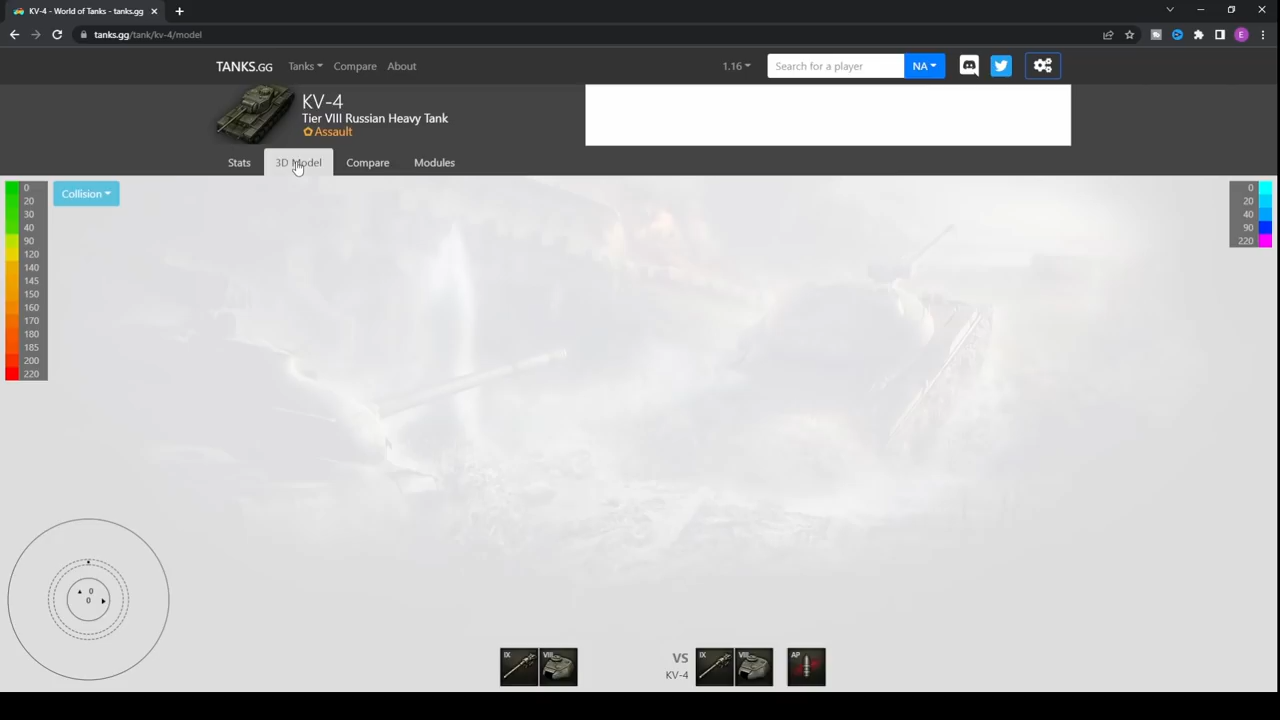 KV-4 - World of Tanks - tanks.gg
tanks.gg/tank/kv-4/model
E
TANKS.GG Tanks Compare About 1.16 Search for a player NA
KV-4
Tier VIII Russian Heavy Tank
Assault
Stats 3D Model Compare Modules
Collision
0
20
30
40
90
120
140
145
150
160
170
180
185
200
220
0
20
40
90
220
0
0
IX VIII VS IX VIII AP
KV-4